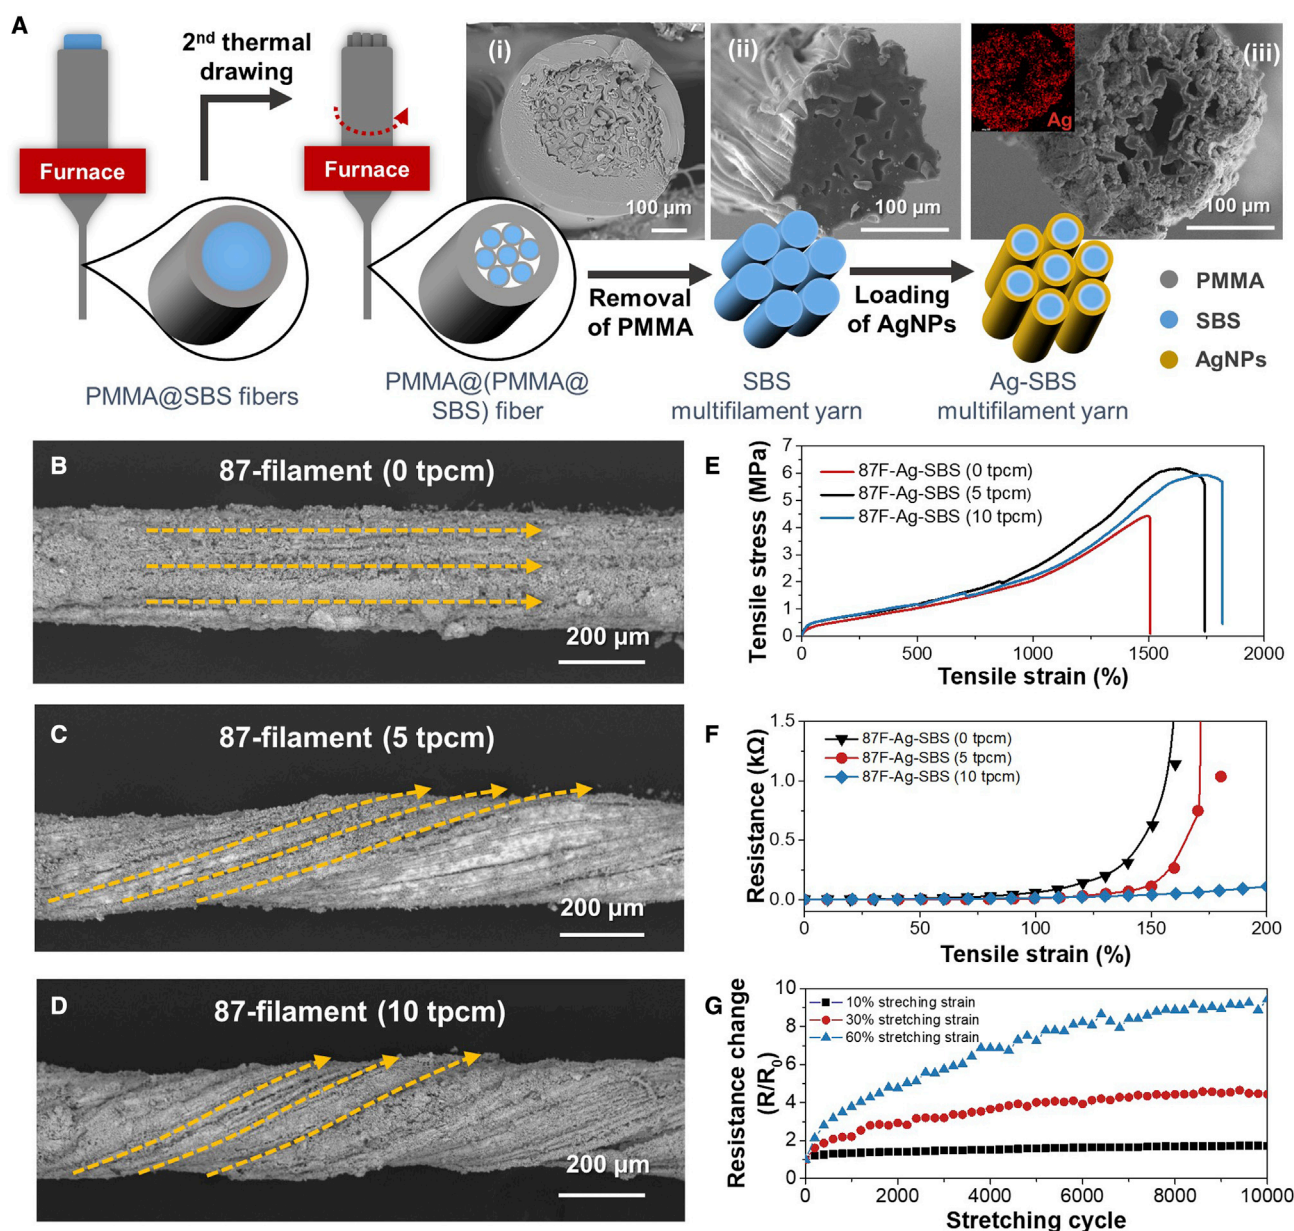 A
2nd thermal
drawing
Furnace
Furnace
(i)
100 µm
(ii)
100 µm
Ag
(iii)
100 µm
Removal
of PMMA
Loading
of AgNPs
PMMA
SBS
AgNPs
PMMA@SBS fibers
PMMA@(PMMA@
SBS) fiber
SBS
multifilament yarn
Ag-SBS
multifilament yarn
B
87-filament (0 tpcm)
200 µm
C
87-filament (5 tpcm)
200 µm
D
87-filament (10 tpcm)
200 µm
E
Tensile stress (MPa)
7
6
5
4
3
2
1
0
87F-Ag-SBS (0 tpcm)
87F-Ag-SBS (5 tpcm)
87F-Ag-SBS (10 tpcm)
0 500 1000 1500 2000
Tensile strain (%)
F
Resistance (kΩ)
1.5
1.0
0.5
0.0
87F-Ag-SBS (0 tpcm)
87F-Ag-SBS (5 tpcm)
87F-Ag-SBS (10 tpcm)
0 50 100 150 200
Tensile strain (%)
G
Resistance change
(R/R0)
10
8
6
4
2
0
10% streching strain
30% stretching strain
60% stretching strain
0 2000 4000 6000 8000 10000
Stretching cycle